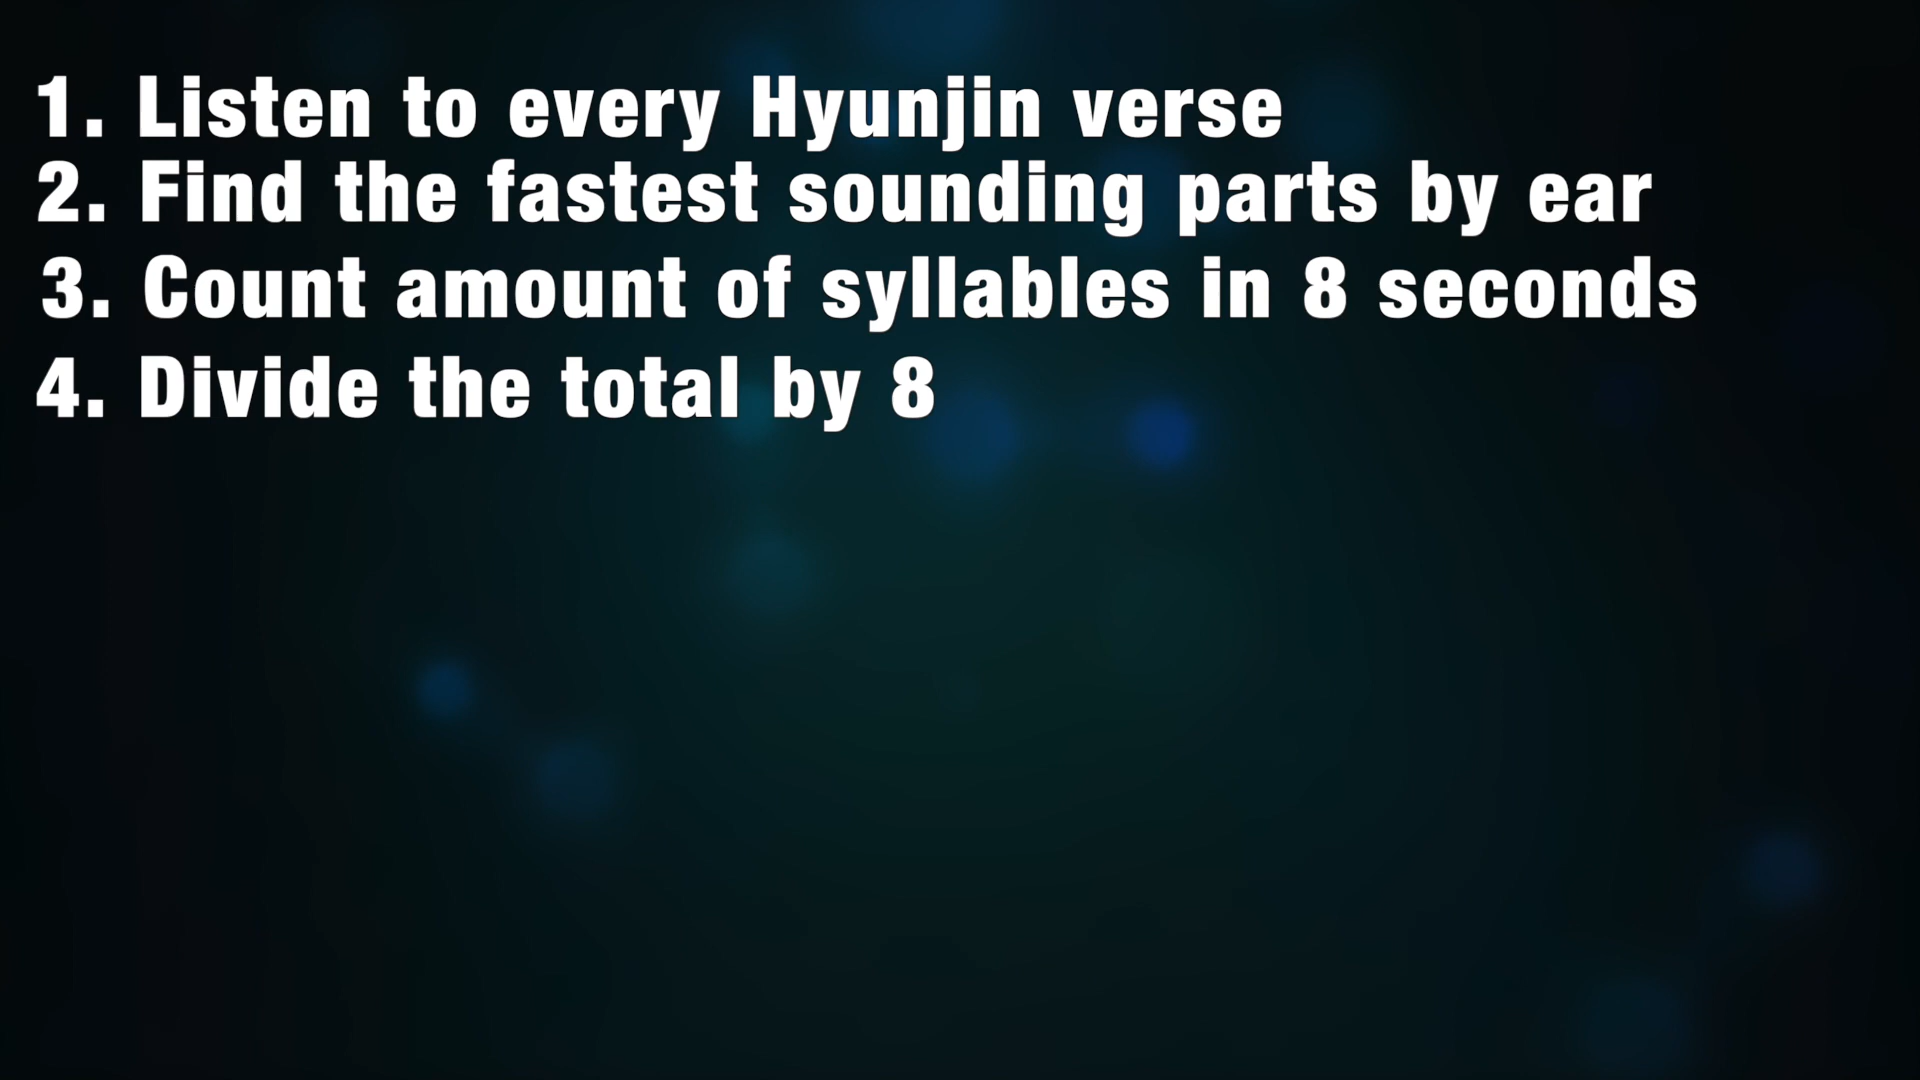 1. Listen to every Hyunjin verse
2. Find the fastest sounding parts by ear
3. Count amount of syllables in 8 seconds
4. Divide the total by 8